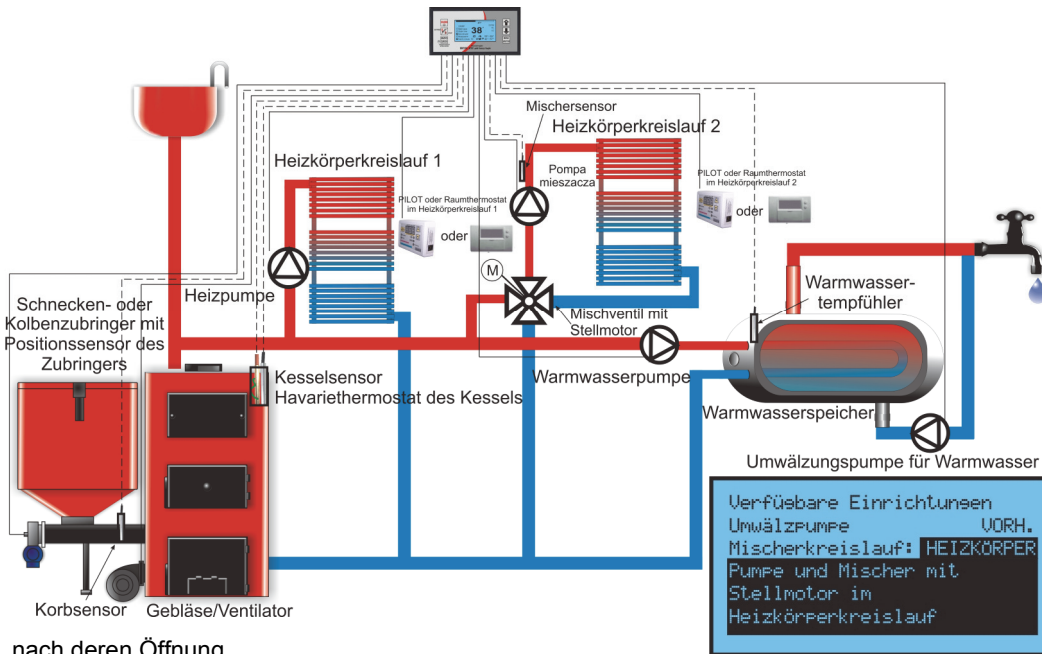 38°
Mischersensor
Heizkörperkreislauf 2
Heizkörperkreislauf 1
Pompa
mieszacza
PILOT oder Raumthermostat
im Heizkörperkreislauf 1
oder
PILOT oder Raumthermostat
im Heizkörperkreislauf 2
oder
M
Heizpumpe
Mischventil mit
Stellmotor
Warmwasser-
tempfühler
Schnecken- oder
Kolbenzubringer mit
Positionssensor des
Zubringers
Kesselsensor
Havariethermostat des Kessels
Warmwasserpumpe
Warmwasserspeicher
Umwälzungspumpe für Warmwasser
Korbsensor
Gebläse/Ventilator
Verfügbare Einrichtungen
Umwälzpumpe VORH.
Mischerkreislauf: HEIZKÖRPER
Pumpe und Mischer mit
Stellmotor im
Heizkörperkreislauf
nach deren Öffnung